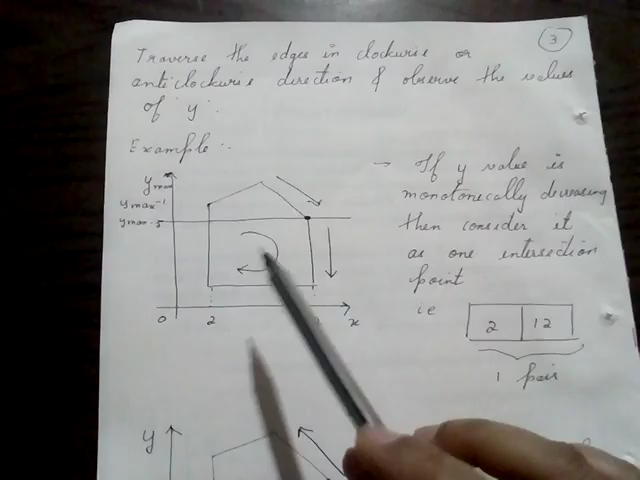 3
Traverse the edges in clockwise or
anticlockwise direction & observe the values
of y.
Example :-
ymax
ymax-1
ymax-5
0
2
x
→ If y value is
monotonically decreasing
then consider it
as one intersection
point
ie
2 12
1 pair
y